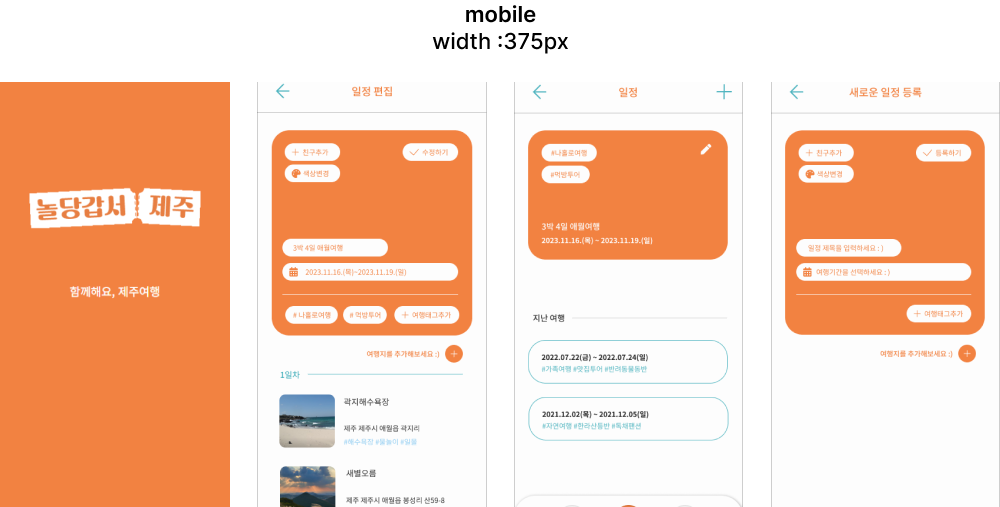 mobile
width :375px
놀당갑서 제주
함께해요, 제주여행
일정 편집
+ 친구추가
수정하기
색상변경
3박 4일 애월여행
2023.11.16.(목)~2023.11.19.(일)
# 나홀로여행
# 먹방투어
+ 여행태그추가
여행지를 추가해보세요 :)
1일차
곽지해수욕장
제주 제주시 애월읍 곽지리
#해수욕장 #물놀이 #일몰
새별오름
제주 제주시 애월읍 봉성리 산59-8
일정
#나홀로여행
#먹방투어
3박 4일 애월여행
2023.11.16.(목) ~ 2023.11.19.(일)
지난 여행
2022.07.22(금) ~ 2022.07.24(일)
#가족여행 #맛집투어 #반려동물동반
2021.12.02(목) ~ 2021.12.05(일)
#자연여행 #한라산등반 #독채펜션
새로운 일정 등록
+ 친구추가
등록하기
색상변경
일정 제목을 입력하세요 : )
여행기간을 선택하세요 : )
+ 여행태그추가
여행지를 추가해보세요 :)